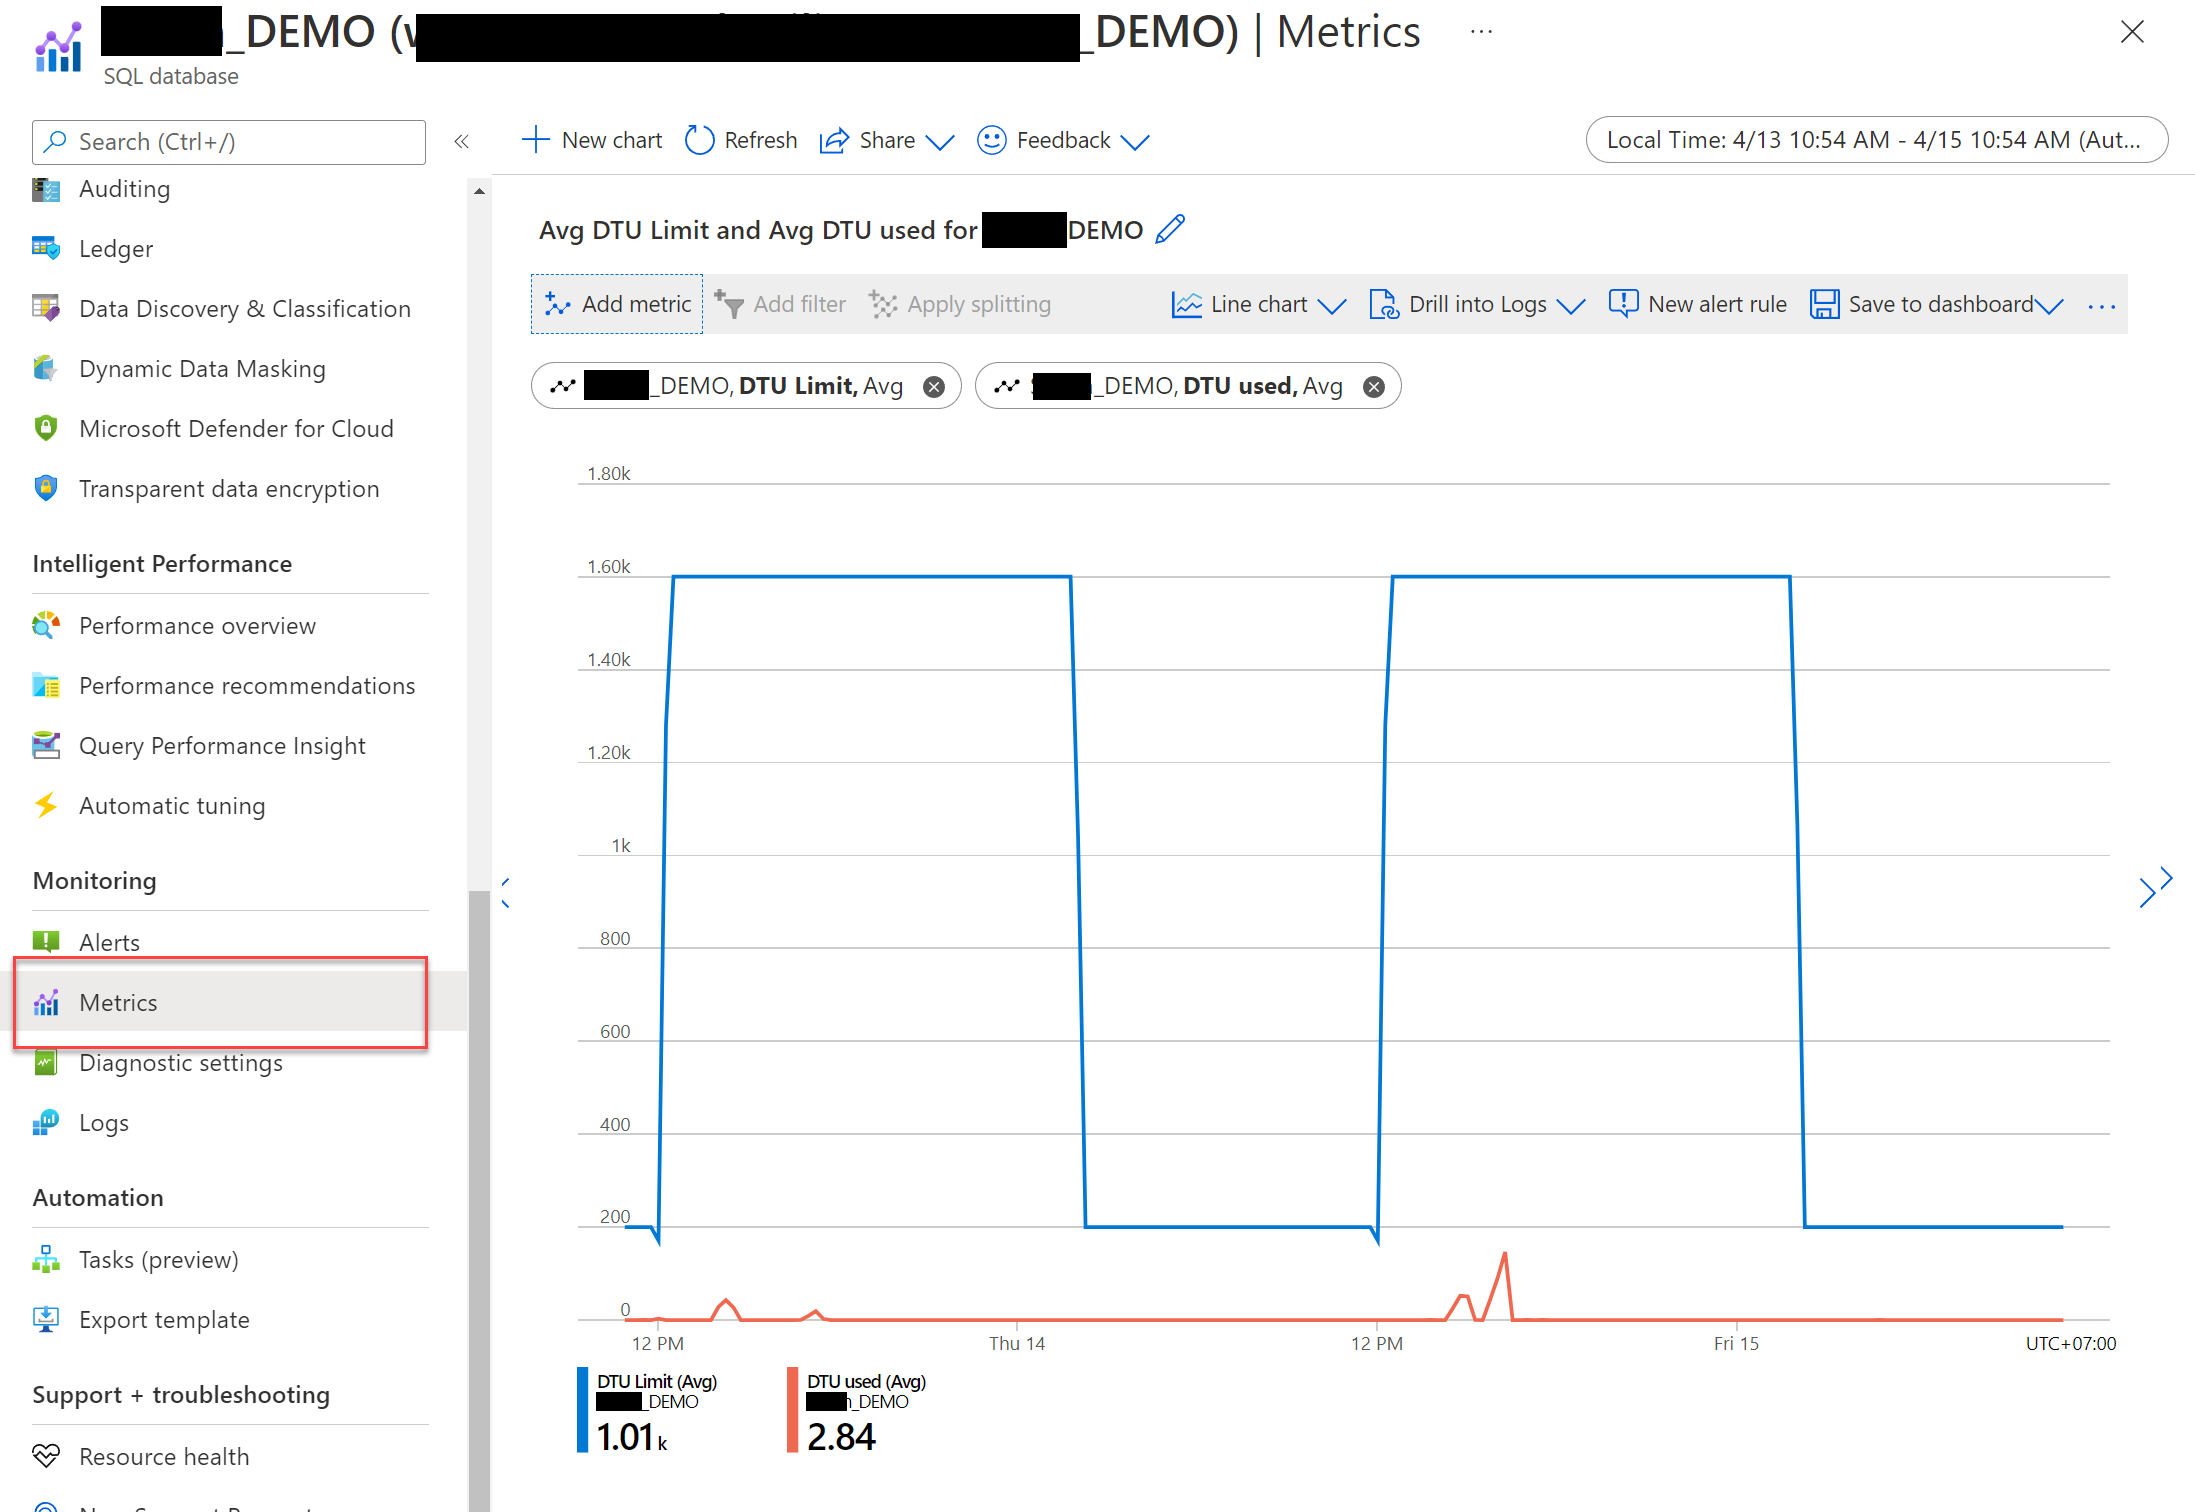 _DEMO ( _DEMO) | Metrics ...
SQL database
Search (Ctrl+/)
«
New chart
Refresh
Share
Feedback
Local Time: 4/13 10:54 AM - 4/15 10:54 AM (Aut...
Auditing
Ledger
Data Discovery & Classification
Dynamic Data Masking
Microsoft Defender for Cloud
Transparent data encryption
Intelligent Performance
Performance overview
Performance recommendations
Query Performance Insight
Automatic tuning
Monitoring
Alerts
Metrics
Diagnostic settings
Logs
Automation
Tasks (preview)
Export template
Support + troubleshooting
Resource health
Avg DTU Limit and Avg DTU used for DEMO
Add metric
Add filter
Apply splitting
Line chart
Drill into Logs
New alert rule
Save to dashboard
...
_DEMO, DTU Limit, Avg
_DEMO, DTU used, Avg
1.80k
1.60k
1.40k
1.20k
1k
800
600
400
200
0
12 PM
Thu 14
12 PM
Fri 15
UTC+07:00
DTU Limit (Avg)
_DEMO
1.01 k
DTU used (Avg)
_DEMO
2.84